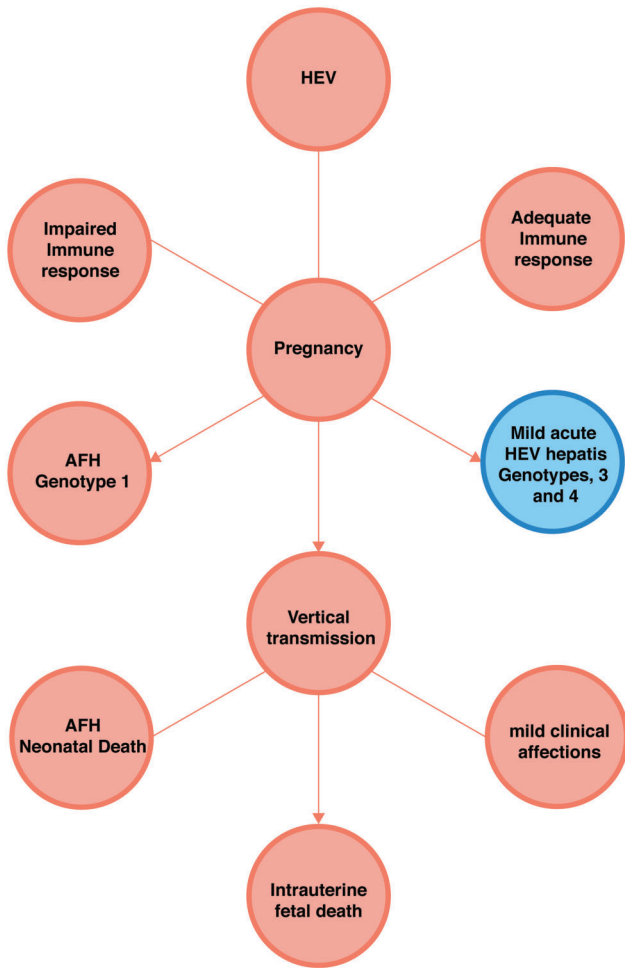 HEV
Impaired
Immune
response
Adequate
Immune
response
Pregnancy
AFH
Genotype 1
Mild acute
HEV hepatis
Genotypes, 3
and 4
Vertical
transmission
AFH
Neonatal Death
mild clinical
affections
Intrauterine
fetal death